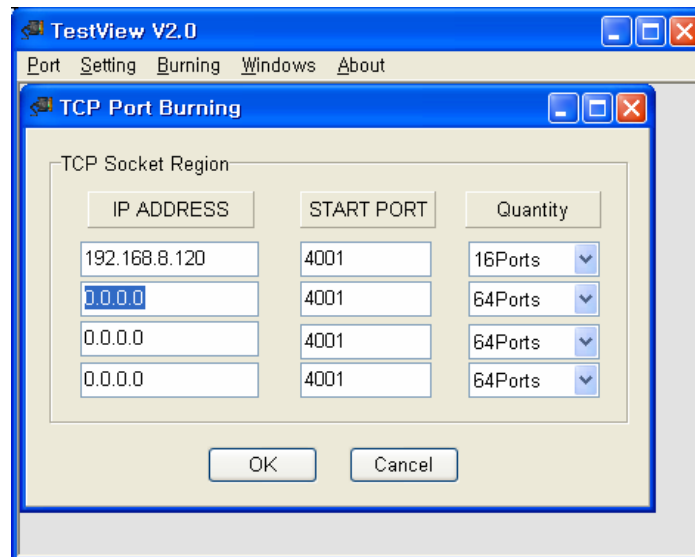 TestView V2.0
Port Setting Burning Windows About
TCP Port Burning
TCP Socket Region
IP ADDRESS START PORT Quantity
192.168.8.120 4001 16Ports
0.0.0.0 4001 64Ports
0.0.0.0 4001 64Ports
0.0.0.0 4001 64Ports
OK Cancel